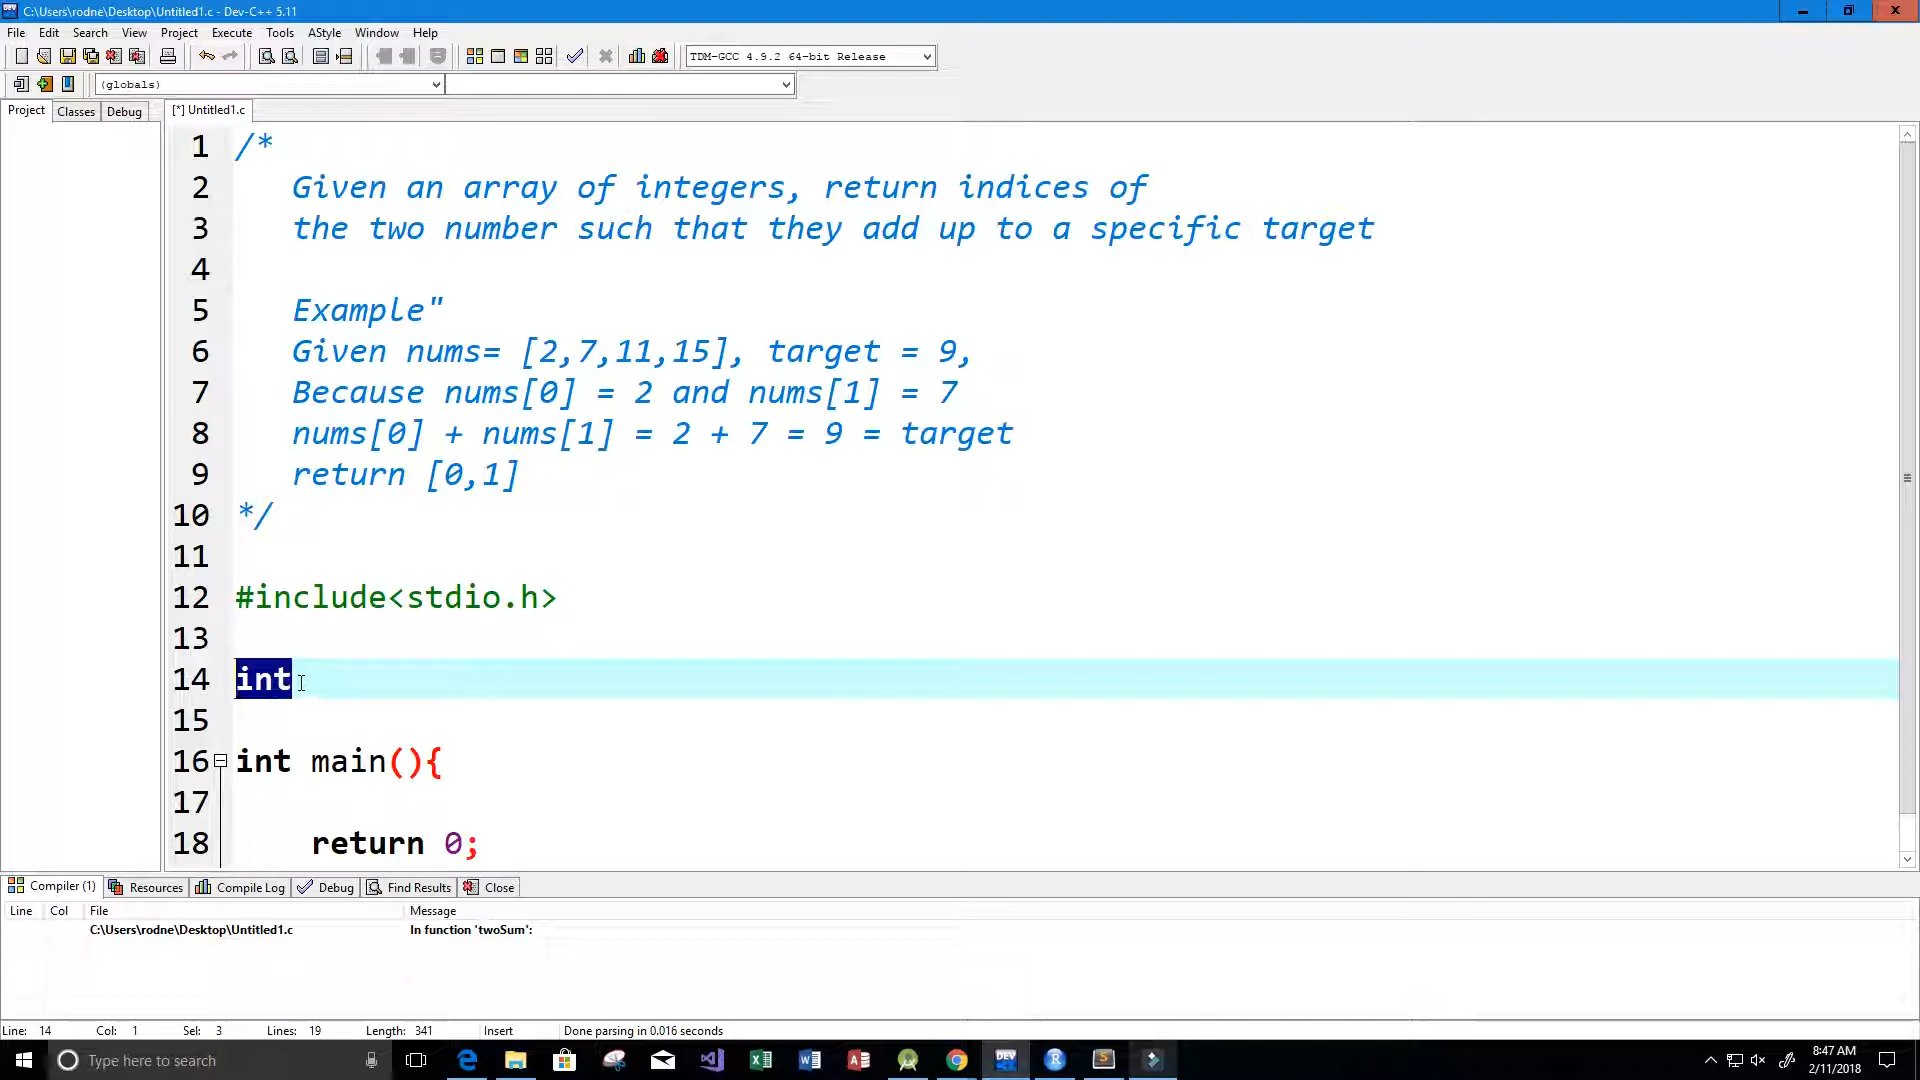 C:\Users\rodne\Desktop\Untitled1.c - Dev-C++ 5.11
File Edit Search View Project Execute Tools AStyle Window Help
TDM-GCC 4.9.2 64-bit Release
(globals)
Project Classes Debug [*] Untitled1.c
1 /*
2 Given an array of integers, return indices of
3 the two number such that they add up to a specific target
4
5 Example"
6 Given nums= [2,7,11,15], target = 9,
7 Because nums[0] = 2 and nums[1] = 7
8 nums[0] + nums[1] = 2 + 7 = 9 = target
9 return [0,1]
10 */
11
12 #include<stdio.h>
13
14 int
15
16 int main(){
17
18 return 0;
Compiler (1) Resources Compile Log Debug Find Results Close
Line Col File Message
C:\Users\rodne\Desktop\Untitled1.c In function 'twoSum':
Line: 14 Col: 1 Sel: 3 Lines: 19 Length: 341 Insert Done parsing in 0.016 seconds
Type here to search
8:47 AM
2/11/2018